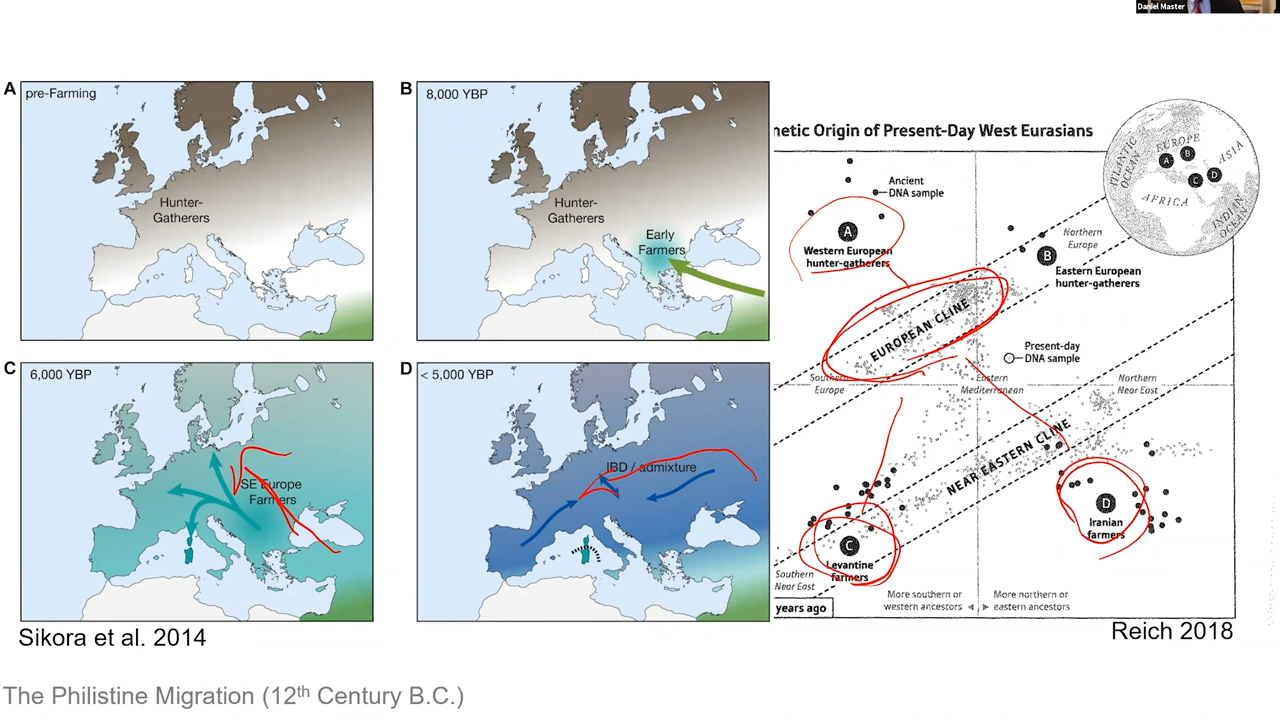 Daniel Master
A
pre-Farming
Hunter-
Gatherers
B
8,000 YBP
Hunter-
Gatherers
Early
Farmers
C
6,000 YBP
SE Europe
Farmers
D
< 5,000 YBP
IBD / admixture
Sikora et al. 2014
netic Origin of Present-Day West Eurasians
ATLANTIC
OCEAN
EUROPE
ASIA
AFRICA
INDIAN
OCEAN
A
B
C
D
Ancient
DNA sample
A
Western European
hunter-gatherers
Northern
Europe
B
Eastern European
hunter-gatherers
EUROPEAN CLINE
Present-day
DNA sample
Southern
Europe
Eastern
Mediterranean
Northern
Near East
NEAR EASTERN CLINE
D
Iranian
farmers
C
Levantine
farmers
Southern
Near East
More southern or
western ancestors
More northern or
eastern ancestors
years ago
Reich 2018
The Philistine Migration (12th Century B.C.)